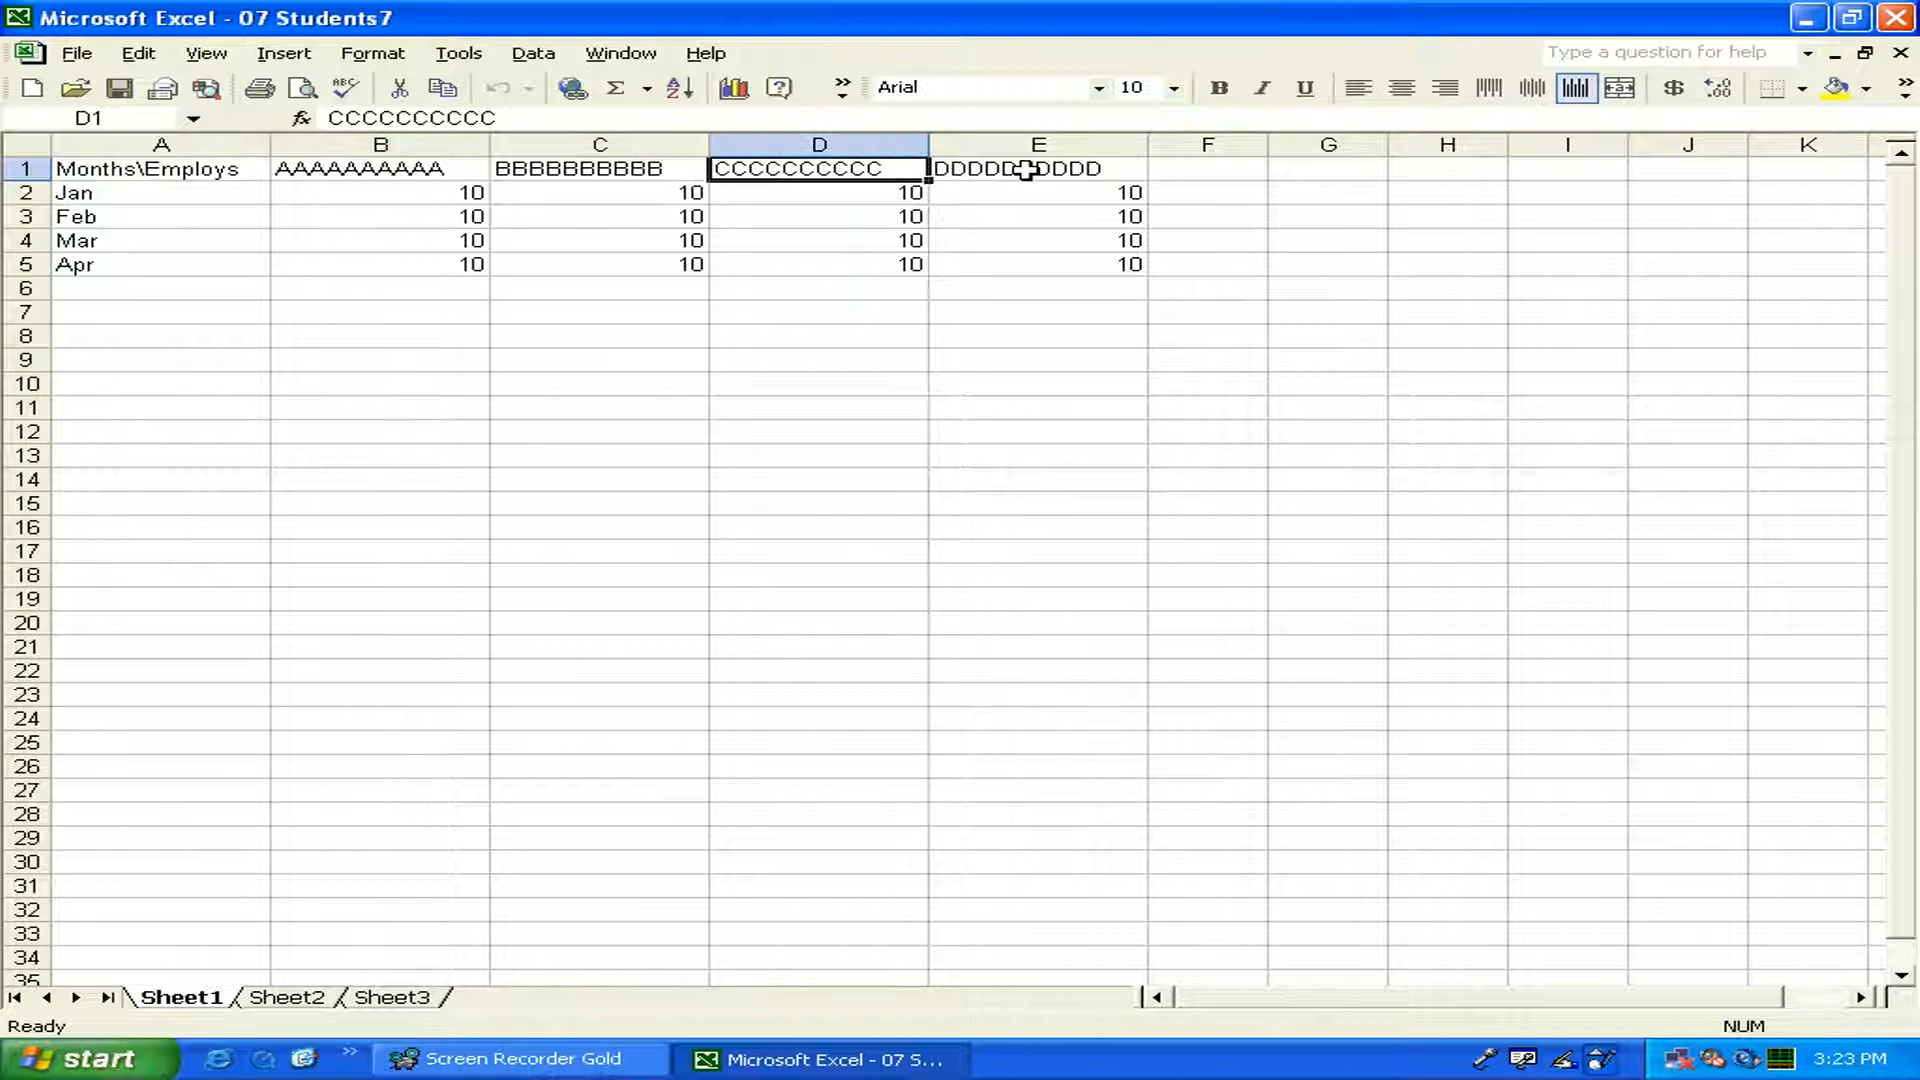 Microsoft Excel - 07 Students7
File Edit View Insert Format Tools Data Window Help Type a question for help
ABC Σ A Z » Arial 10 B I U $ »
D1 fx CCCCCCCCCC
A B C D E F G H I J K
1 Months\Employs AAAAAAAAAA BBBBBBBBBB CCCCCCCCCC
2 Jan 10 10 10 10
3 Feb 10 10 10 10
4 Mar 10 10 10 10
5 Apr 10 10 10 10
6
7
8
9
10
11
12
13
14
15
16
17
18
19
20
21
22
23
24
25
26
27
28
29
30
31
32
33
34
35
Sheet1 Sheet2 Sheet3
Ready NUM
start » Screen Recorder Gold Microsoft Excel - 07 S... 3:23 PM